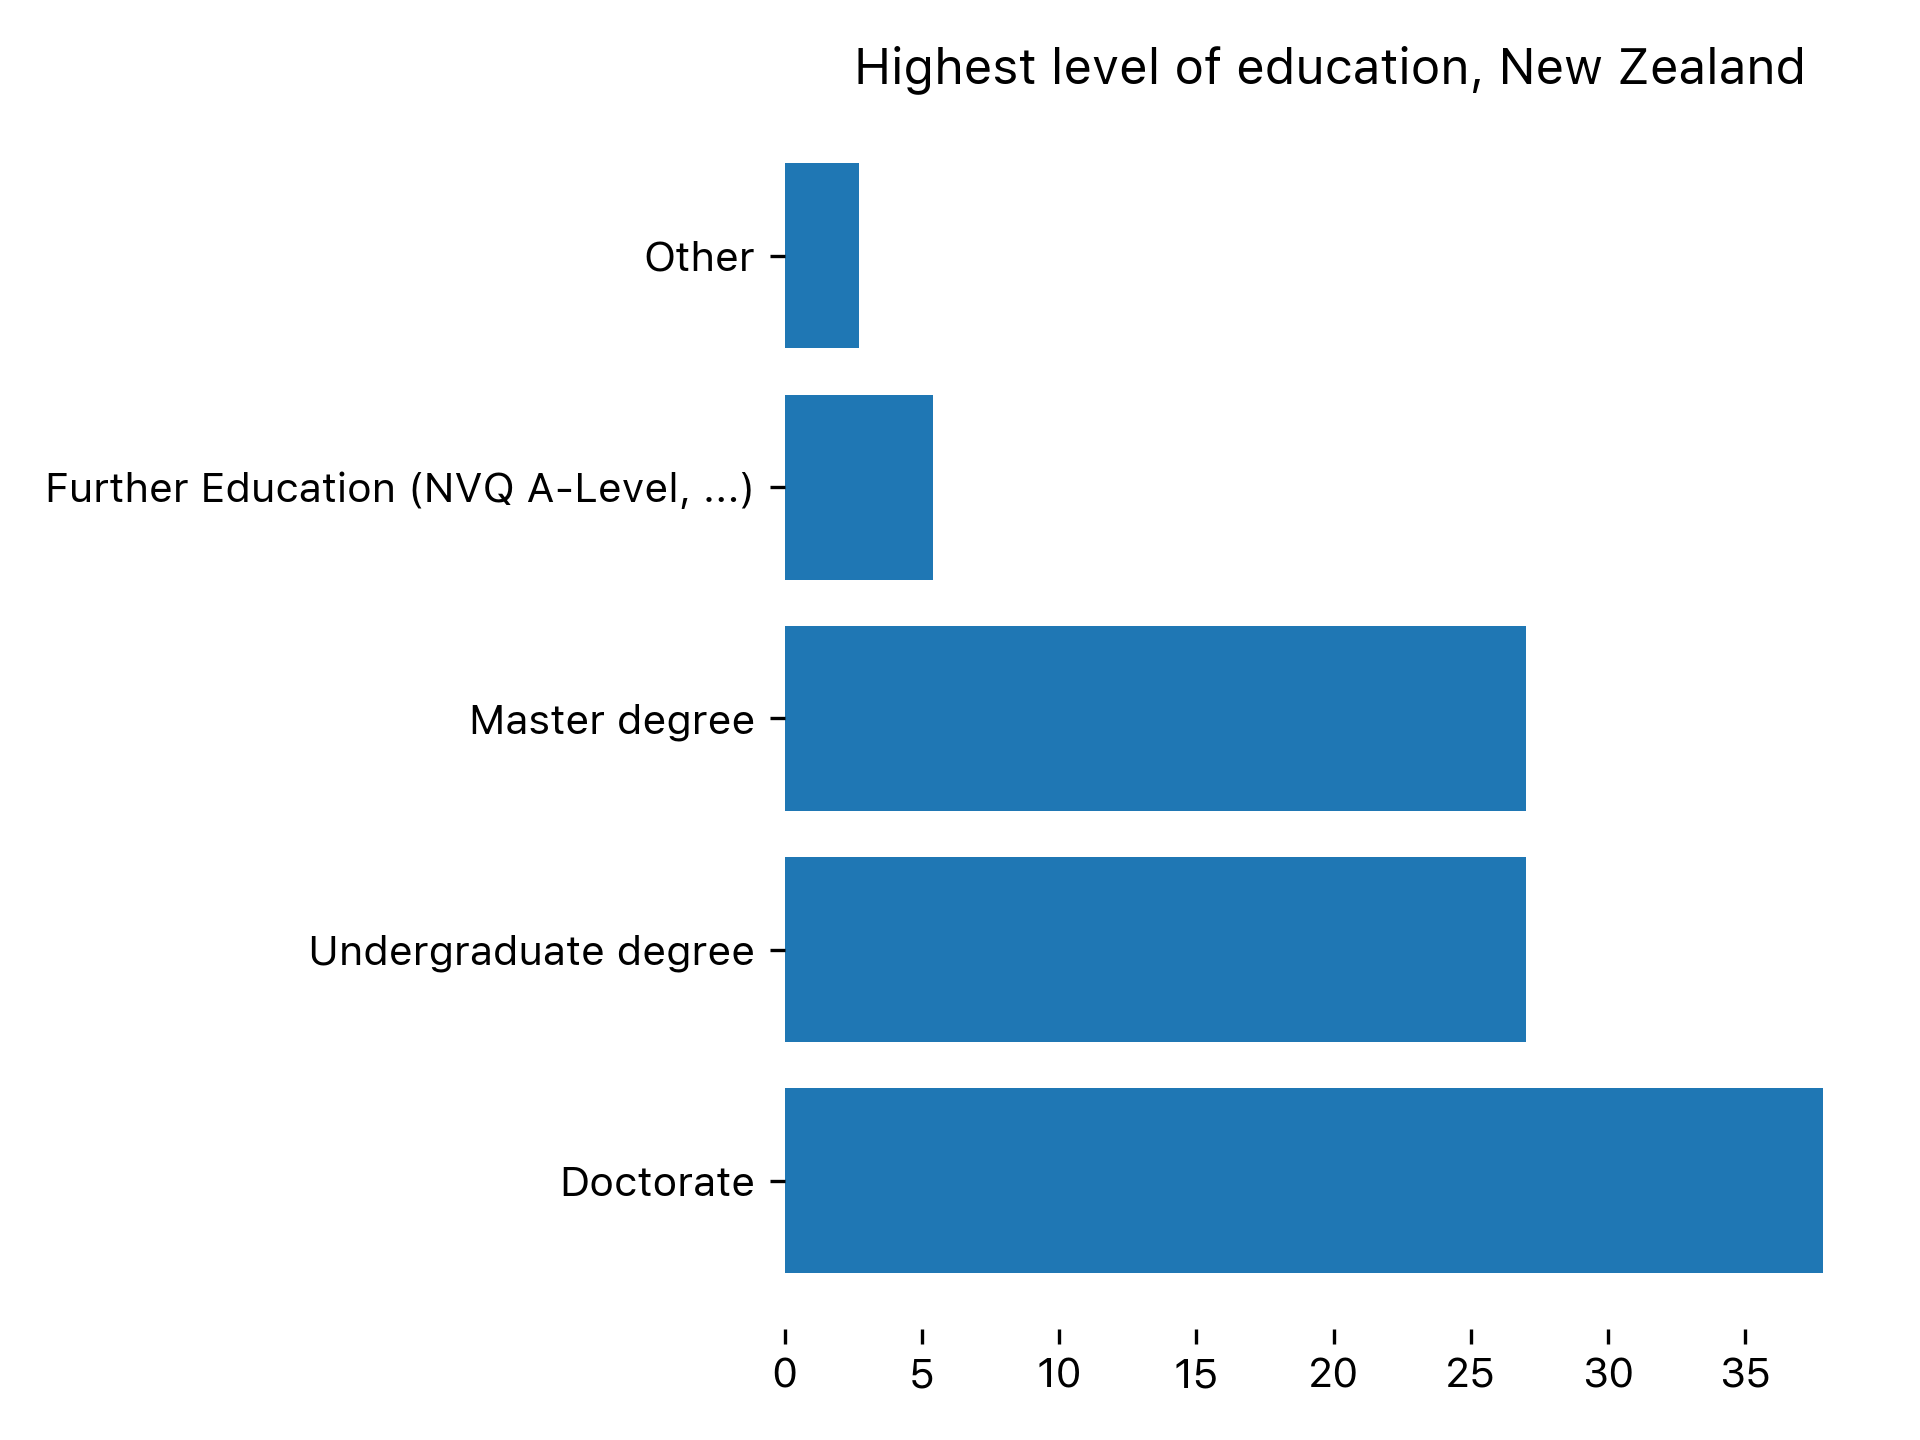 Highest level of education, New Zealand
Other
Further Education (NVQ A-Level, ...)
Master degree
Undergraduate degree
Doctorate
0 5 10 15 20 25 30 35